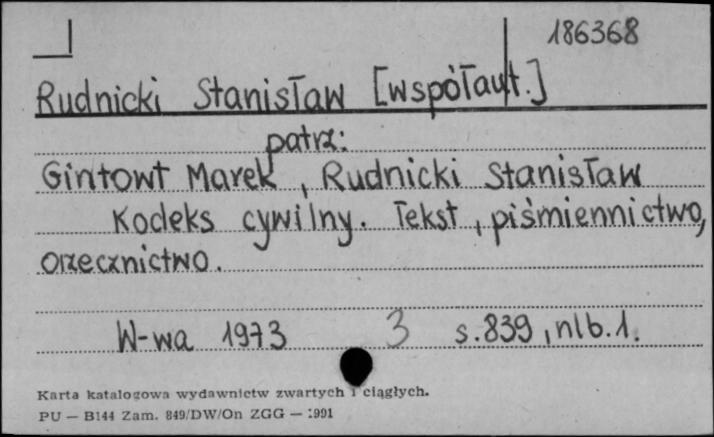 186368
Rudnicki Stanisław [współaut.]
patrz:
Gintowt Marek, Rudnicki Stanisław
Kodeks cywilny. Tekst, piśmiennictwo,
orzecznictwo.
W-wa 1973 3 s. 839, nlb. 1.
Karta katalogowa wydawnictw zwartych i ciągłych.
PU — B144 Zam. 849/DW/On ZGG — 1991